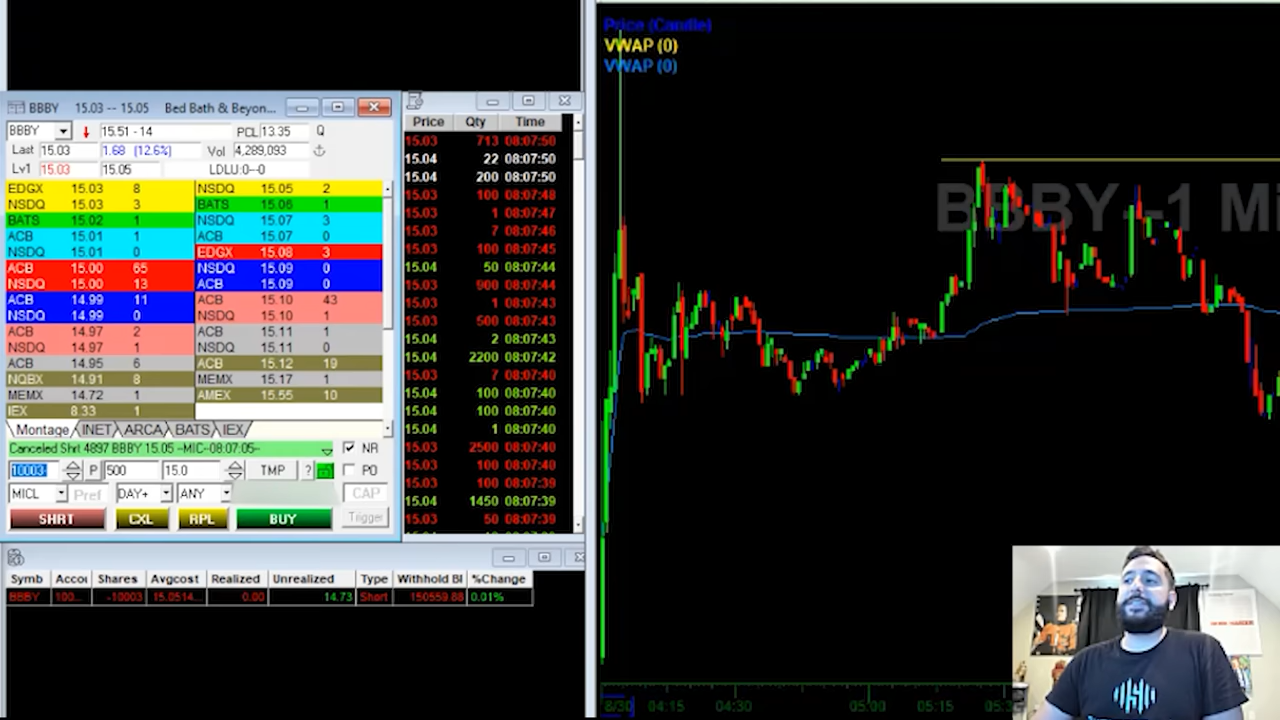 BBBY 15.03 -- 15.05 Bed Bath & Beyon...
BBBY 15.51 - 14 PCL 13.35 Q
Last 15.03 1.68 (12.6%) Vol 4,289,093
Lv1 15.03 15.05 LDLU:0--0
EDGX 15.03 8 NSDQ 15.05 2
NSDQ 15.03 3 BATS 15.06 1
BATS 15.02 1 NSDQ 15.07 3
ACB 15.01 1 ACB 15.07 0
NSDQ 15.01 0 EDGX 15.08 3
ACB 15.00 65 NSDQ 15.09 0
NSDQ 15.00 13 ACB 15.09 0
ACB 14.99 11 ACB 15.10 43
NSDQ 14.99 0 NSDQ 15.10 1
ACB 14.97 2 ACB 15.11 1
NSDQ 14.97 1 NSDQ 15.11 0
ACB 14.95 6 ACB 15.12 19
NQBX 14.91 8 MEMX 15.17 1
MEMX 14.72 1 AMEX 15.55 10
IEX 8.33 1
Montage INET ARCA BATS IEX
Canceled Shrt 4897 BBBY 15.05 --MIC--08:07:05--
NR
10003 P 500 15.0 TMP ? PO
MICL Pref DAY+ ANY CAP
SHRT CXL RPL BUY Trigger
Price Qty Time
15.03 713 08:07:50
15.04 22 08:07:50
15.04 200 08:07:50
15.03 100 08:07:48
15.03 1 08:07:47
15.03 7 08:07:46
15.03 100 08:07:45
15.04 50 08:07:44
15.03 900 08:07:44
15.03 1 08:07:43
15.03 500 08:07:43
15.04 2 08:07:43
15.04 2200 08:07:42
15.03 7 08:07:40
15.04 100 08:07:40
15.04 100 08:07:40
15.04 1 08:07:40
15.03 2500 08:07:40
15.03 100 08:07:40
15.03 100 08:07:39
15.04 1450 08:07:39
15.03 50 08:07:39
Symb Accou Shares Avgcost Realized Unrealized Type Withhold Bl %Change
BBBY 100... -10003 15.0514... 0.00 14.73 Short 150559.88 0.01%
Price (Candle)
VWAP (0)
VWAP (0)
BBBY--1 MI
8/30 04:15 04:30 05:00 05:15